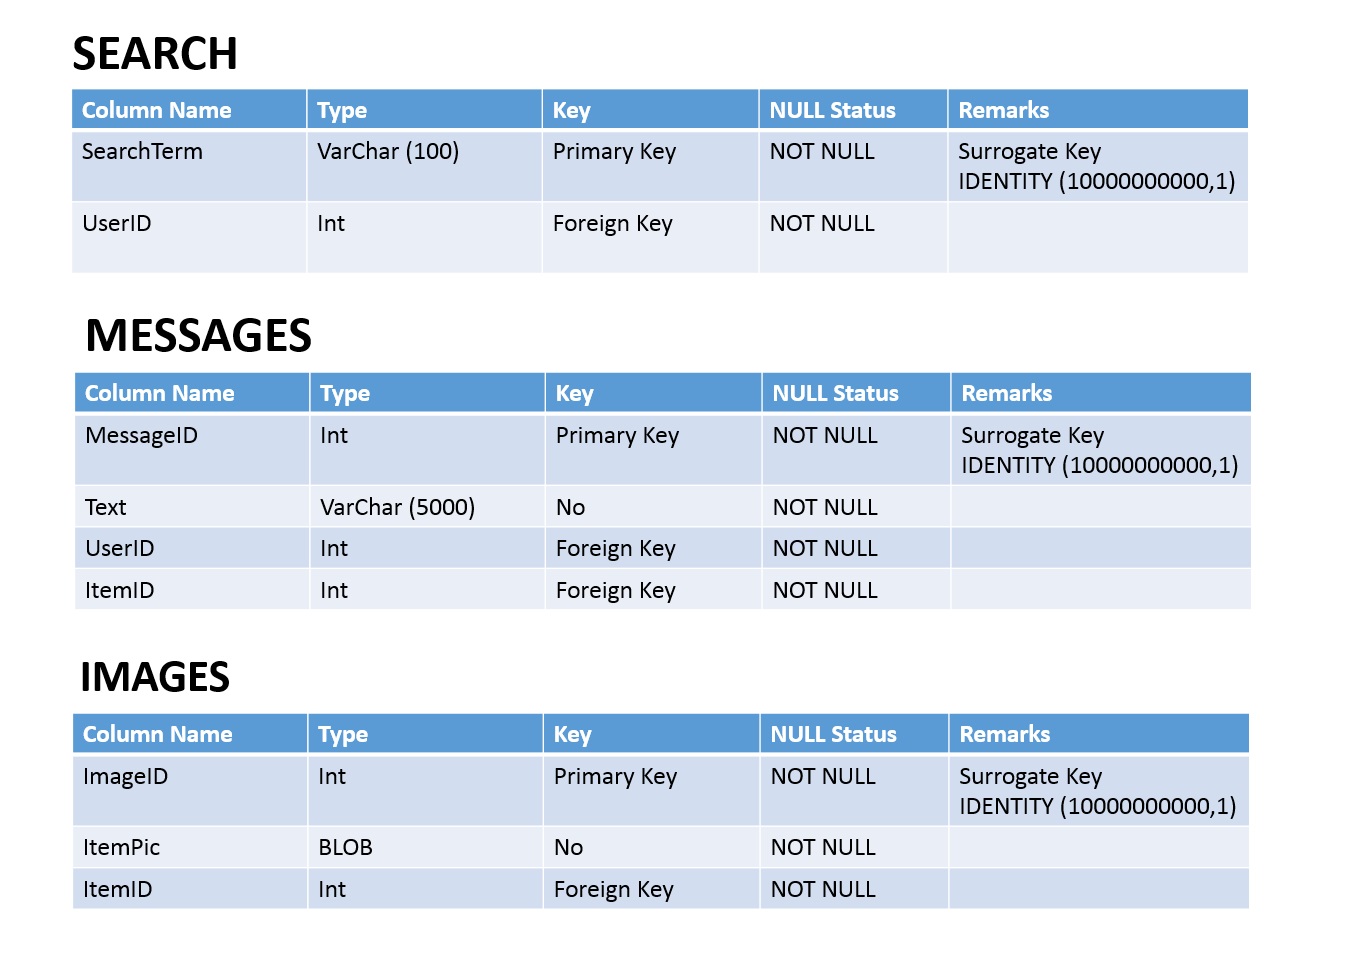 SEARCH
Column Name Type Key NULL Status Remarks
SearchTerm VarChar (100) Primary Key NOT NULL Surrogate Key
IDENTITY (10000000000,1)
UserID Int Foreign Key NOT NULL
MESSAGES
Column Name Type Key NULL Status Remarks
MessageID Int Primary Key NOT NULL Surrogate Key
IDENTITY (10000000000,1)
Text VarChar (5000) No NOT NULL
UserID Int Foreign Key NOT NULL
ItemID Int Foreign Key NOT NULL
IMAGES
Column Name Type Key NULL Status Remarks
ImageID Int Primary Key NOT NULL Surrogate Key
IDENTITY (10000000000,1)
ItemPic BLOB No NOT NULL
ItemID Int Foreign Key NOT NULL